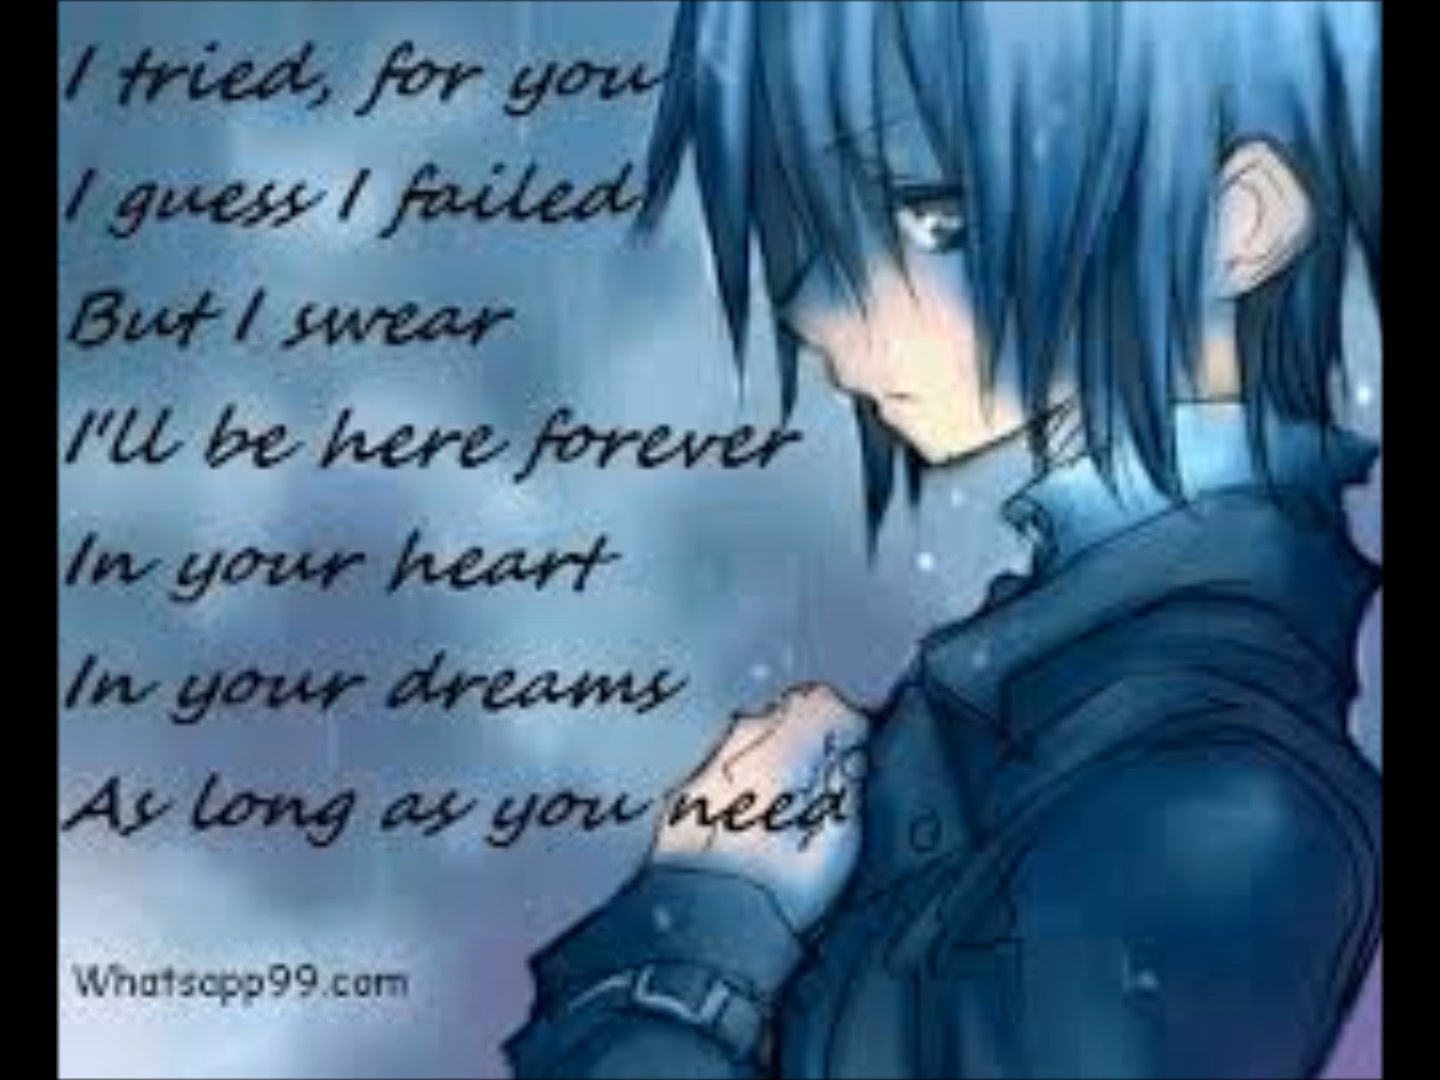 I tried, for you
I guess I failed
But I swear
I'll be here forever
In your heart
In your dreams
As long as you need
Whatsapp99.com